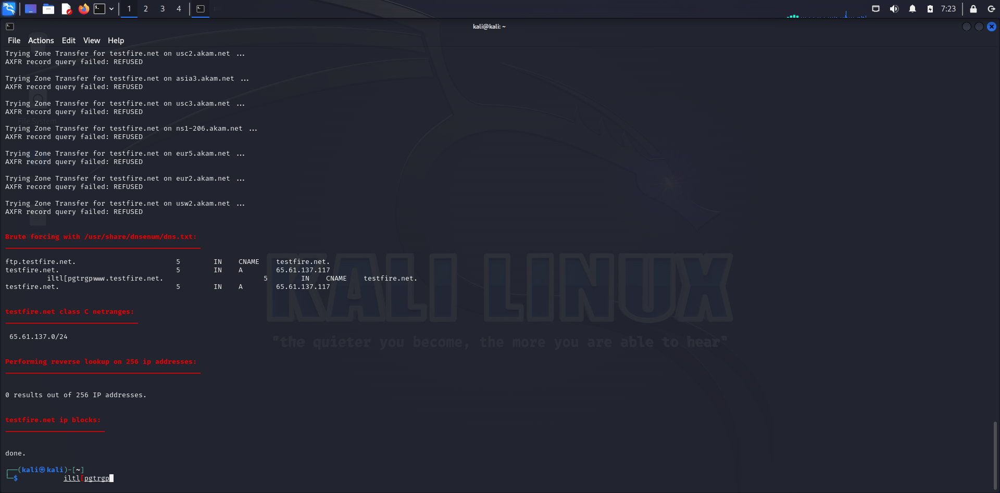 1 2 3 4 7:23
kali@kali: ~
File Actions Edit View Help
Trying Zone Transfer for testfire.net on usc2.akam.net ...
AXFR record query failed: REFUSED
Trying Zone Transfer for testfire.net on asia3.akam.net ...
AXFR record query failed: REFUSED
Trying Zone Transfer for testfire.net on usc3.akam.net ...
AXFR record query failed: REFUSED
File System
Trying Zone Transfer for testfire.net on ns1-206.akam.net ...
AXFR record query failed: REFUSED
Trying Zone Transfer for testfire.net on eur5.akam.net ...
AXFR record query failed: REFUSED
Trying Zone Transfer for testfire.net on eur2.akam.net ...
AXFR record query failed: REFUSED
Trying Zone Transfer for testfire.net on usw2.akam.net ...
AXFR record query failed: REFUSED
Brute forcing with /usr/share/dnsenum/dns.txt:
ftp.testfire.net. 5 IN CNAME testfire.net.
testfire.net. 5 IN A 65.61.137.117
iltl[pgtrgpwww.testfire.net. 5 IN CNAME testfire.net.
testfire.net. 5 IN A 65.61.137.117
KALI LINUX
"the quieter you become, the more you are able to hear"
testfire.net class C netranges:
65.61.137.0/24
Performing reverse lookup on 256 ip addresses:
0 results out of 256 IP addresses.
testfire.net ip blocks:
done.
┌──(kali㉿kali)-[~]
└─$ iltl[pgtrgp